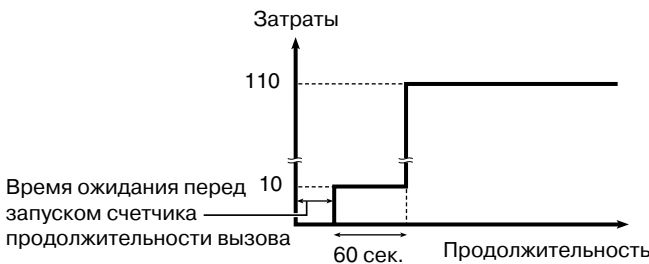 Затраты
110
10
Время ожидания перед
запуском счетчика
продолжительности вызова
60 сек.
Продолжительность